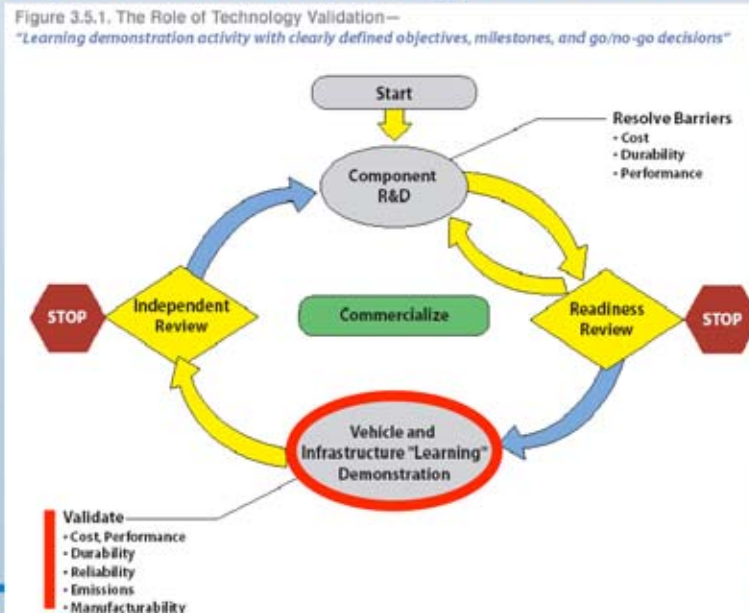 Figure 3.5.1. The Role of Technology Validation—
"Learning demonstration activity with clearly defined objectives, milestones, and go/no-go decisions"
Start
Resolve Barriers
• Cost
• Durability
• Performance
Component
R&D
STOP
Independent
Review
Commercialize
Readiness
Review
STOP
Vehicle and
Infrastructure "Learning"
Demonstration
Validate
• Cost, Performance
• Durability
• Reliability
• Emissions
• Manufacturability